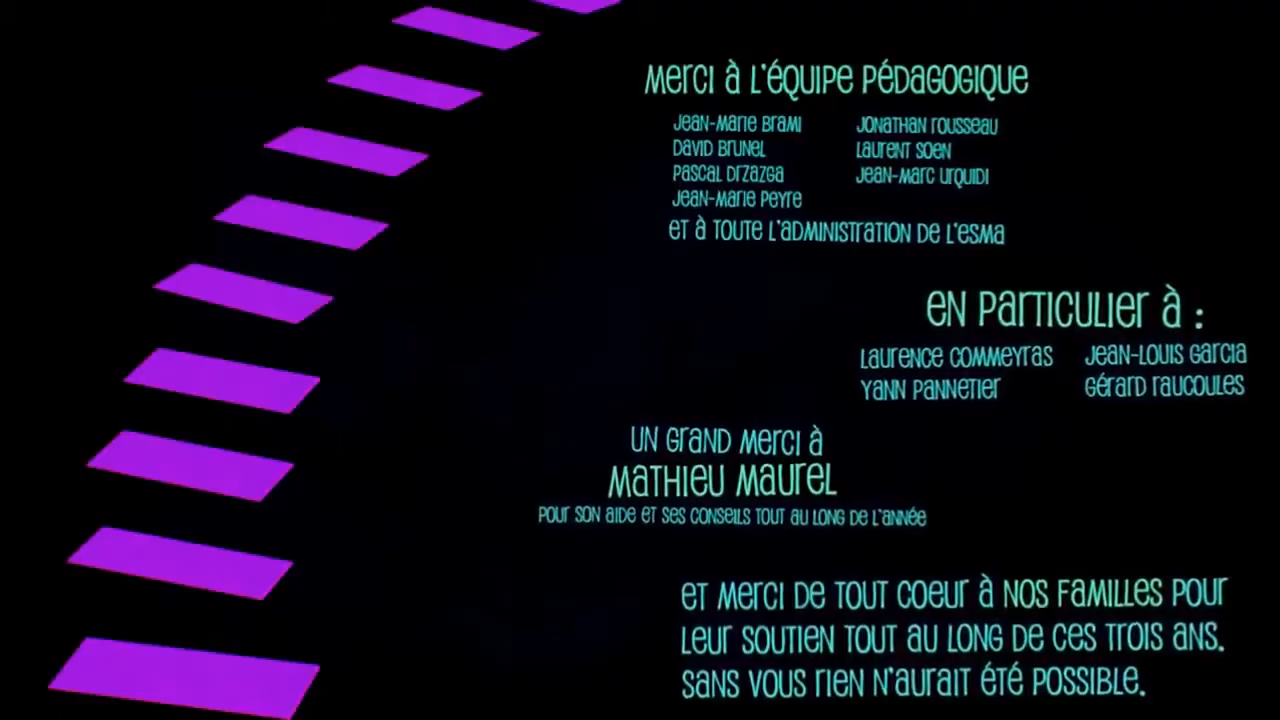 Merci à l'équipe pédagogique
Jean-Marie Brami
David Brunel
Pascal Drzazga
Jean-Marie Peyre
Jonathan Rousseau
Laurent Soen
Jean-Marc Urquidi
et à toute l'administration de l'esma
en particulier à :
Laurence Commeyras
Yann Pannetier
Jean-Louis Garcia
Gérard Raucoules
un grand merci à
Mathieu Maurel
pour son aide et ses conseils tout au long de l'année
et merci de tout coeur à nos familles pour
leur soutien tout au long de ces trois ans.
sans vous rien n'aurait été possible.